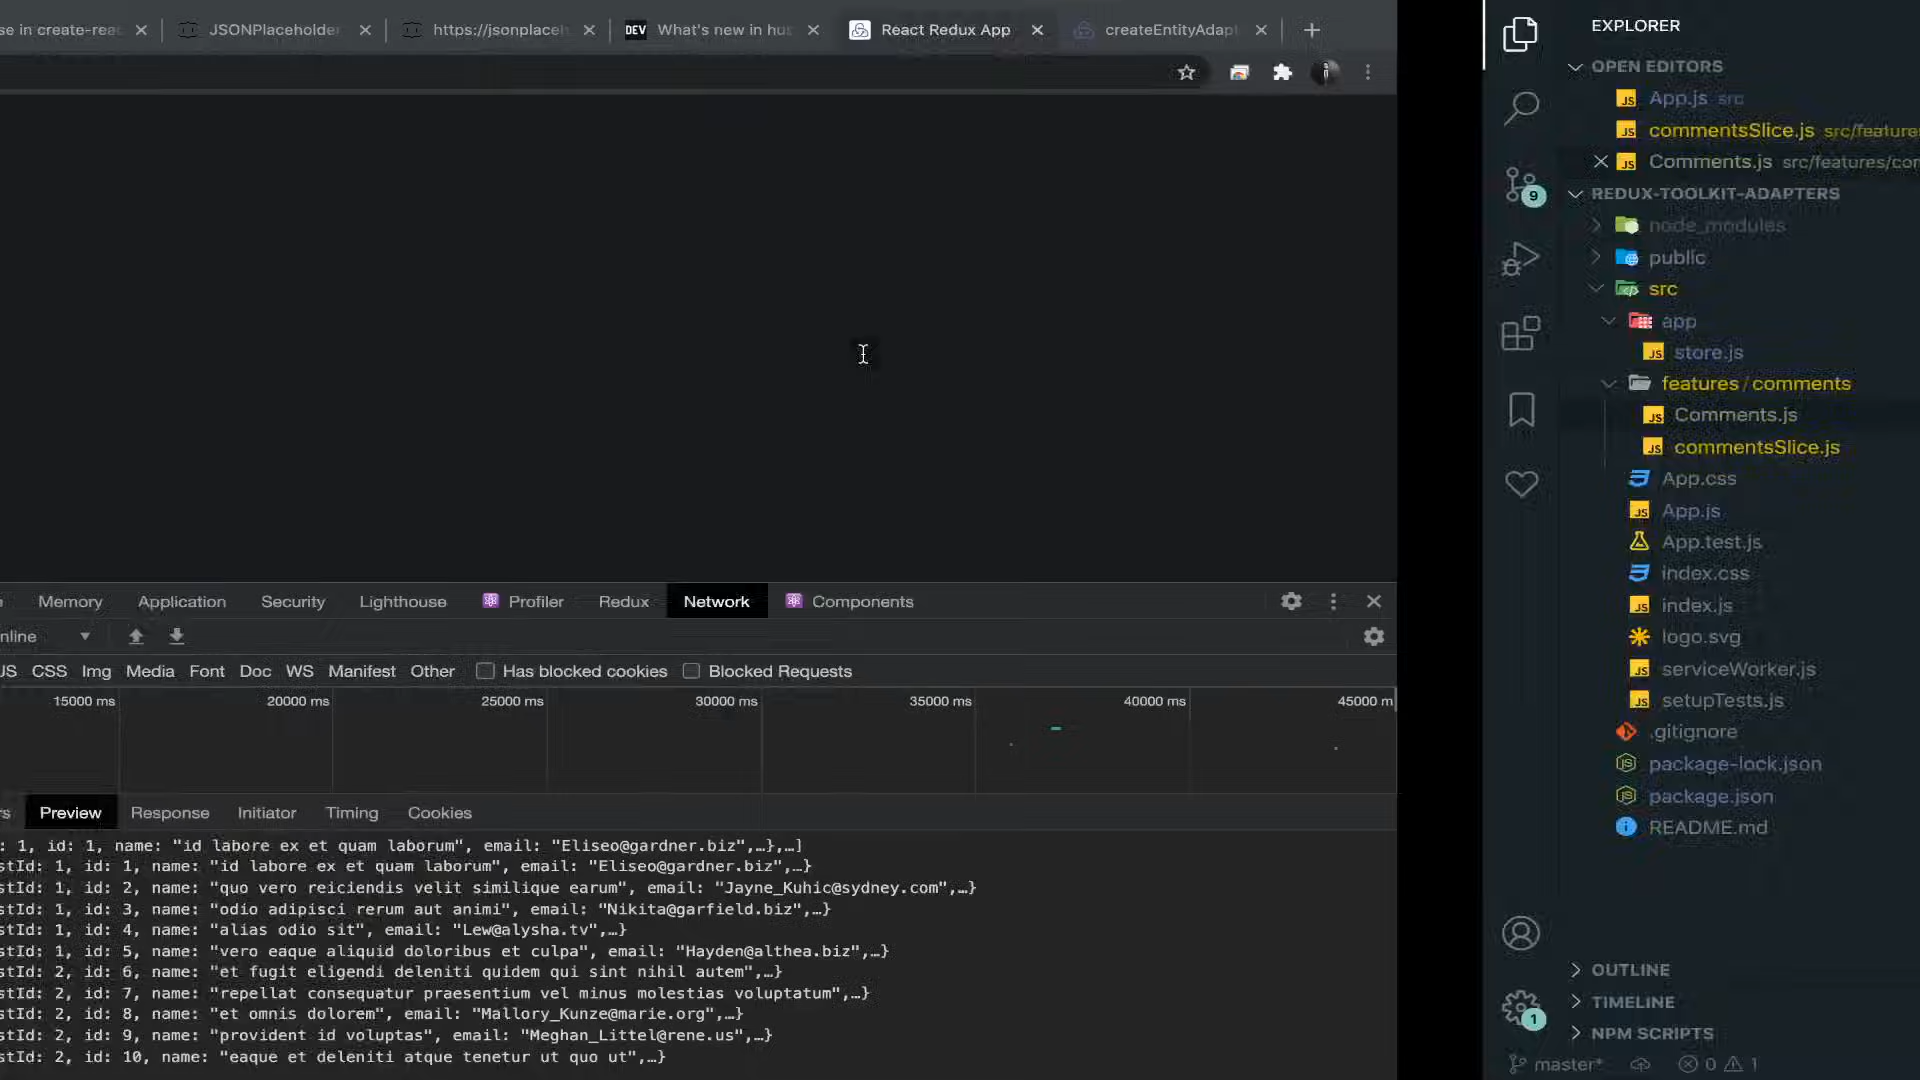 se in create-rea
JSONPlaceholder
https://jsonplaceh
DEV What's new in hus
React Redux App
createEntityAdapt
Memory Application Security Lighthouse Profiler Redux Network Components
nline
JS CSS Img Media Font Doc WS Manifest Other Has blocked cookies Blocked Requests
15000 ms 20000 ms 25000 ms 30000 ms 35000 ms 40000 ms 45000 m
rs Preview Response Initiator Timing Cookies
: 1, id: 1, name: "id labore ex et quam laborum", email: "Eliseo@gardner.biz",…},…]
stId: 1, id: 1, name: "id labore ex et quam laborum", email: "Eliseo@gardner.biz",…}
stId: 1, id: 2, name: "quo vero reiciendis velit similique earum", email: "Jayne_Kuhic@sydney.com",…}
stId: 1, id: 3, name: "odio adipisci rerum aut animi", email: "Nikita@garfield.biz",…}
stId: 1, id: 4, name: "alias odio sit", email: "Lew@alysha.tv",…}
stId: 1, id: 5, name: "vero eaque aliquid doloribus et culpa", email: "Hayden@althea.biz",…}
stId: 2, id: 6, name: "et fugit eligendi deleniti quidem qui sint nihil autem",…}
stId: 2, id: 7, name: "repellat consequatur praesentium vel minus molestias voluptatum",…}
stId: 2, id: 8, name: "et omnis dolorem", email: "Mallory_Kunze@marie.org",…}
stId: 2, id: 9, name: "provident id voluptas", email: "Meghan_Littel@rene.us",…}
stId: 2, id: 10, name: "eaque et deleniti atque tenetur ut quo ut",…}
EXPLORER
OPEN EDITORS
JS App.js src
JS commentsSlice.js src/feature
JS Comments.js src/features/com
REDUX-TOOLKIT-ADAPTERS
node_modules
public
src
app
JS store.js
features / comments
JS Comments.js
JS commentsSlice.js
App.css
JS App.js
App.test.js
index.css
JS index.js
logo.svg
JS serviceWorker.js
JS setupTests.js
.gitignore
package-lock.json
package.json
README.md
9
OUTLINE
TIMELINE
1
NPM SCRIPTS
master* 0 1